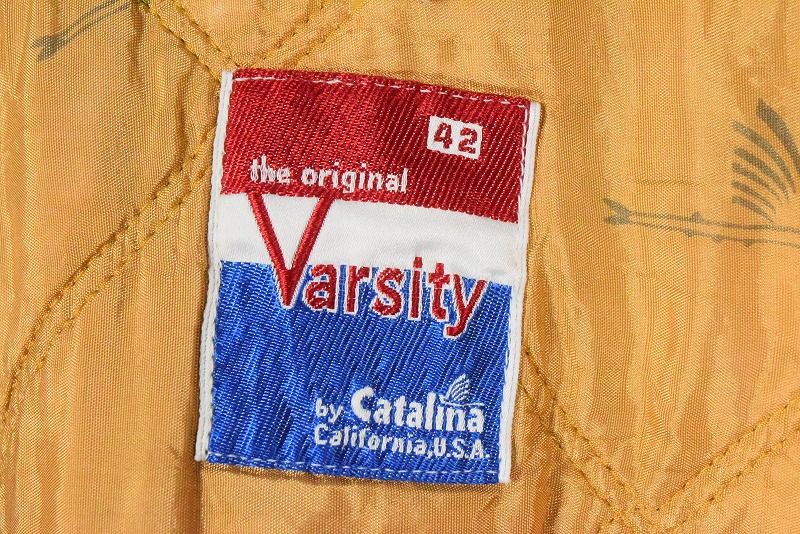 42
the original
Varsity
by Catalina
California, U.S.A.